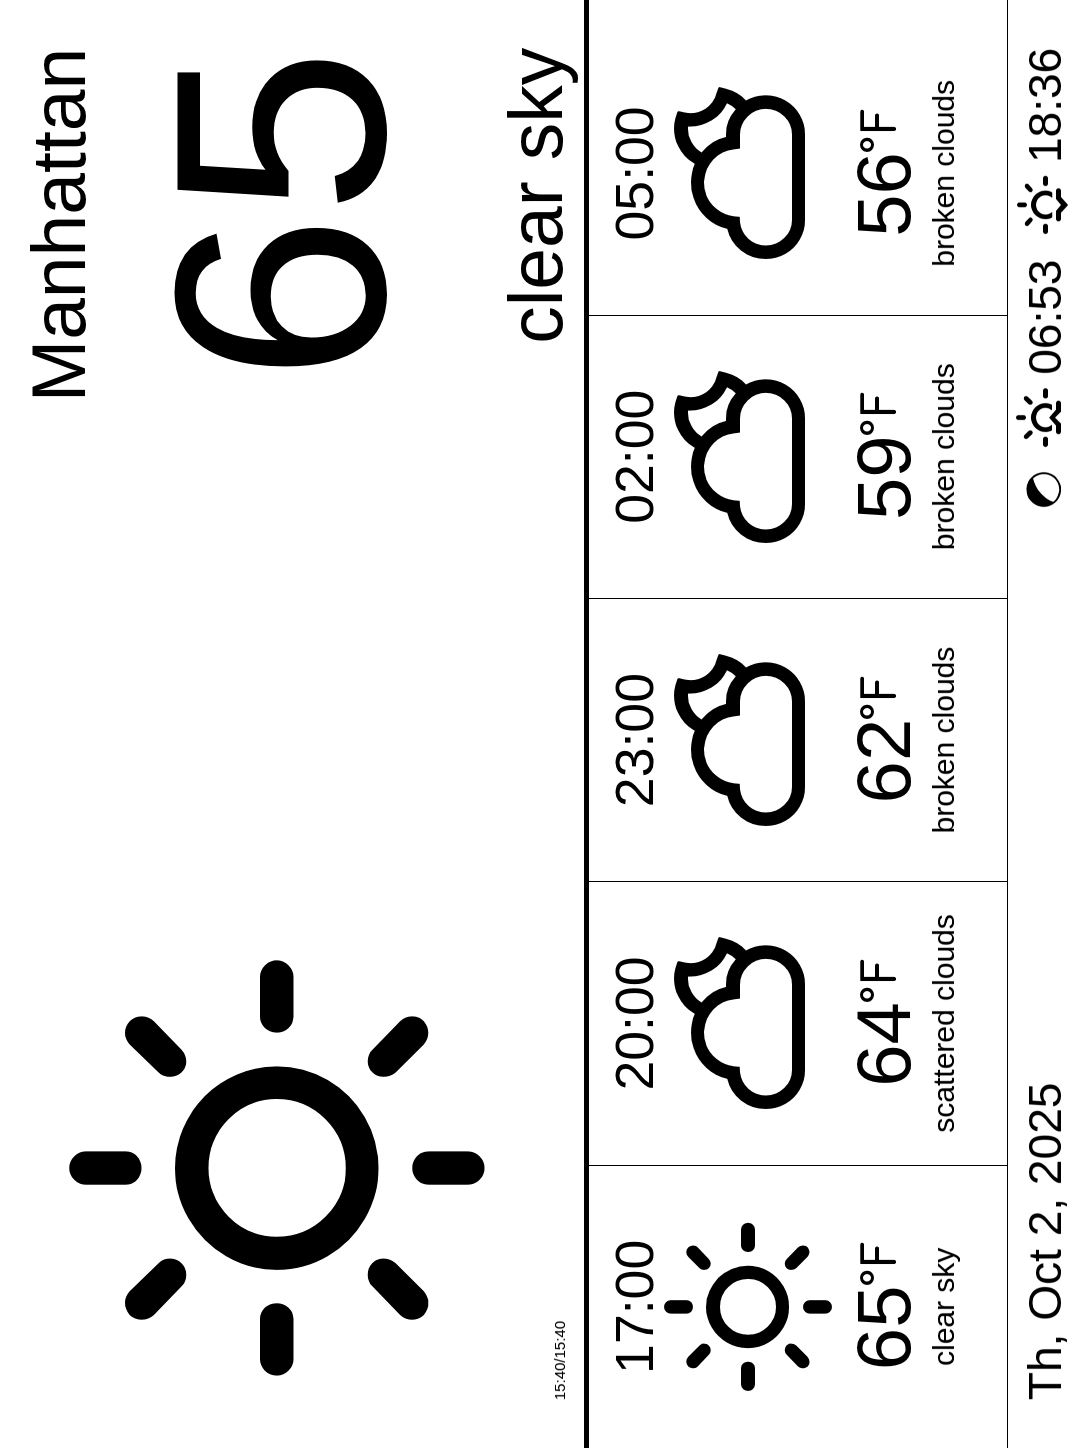 Manhattan
65
clear sky
15:40/15:40
17:00
65°F
clear sky
20:00
64°F
scattered clouds
23:00
62°F
broken clouds
02:00
59°F
broken clouds
05:00
56°F
broken clouds
Th, Oct 2, 2025
06:53
18:36